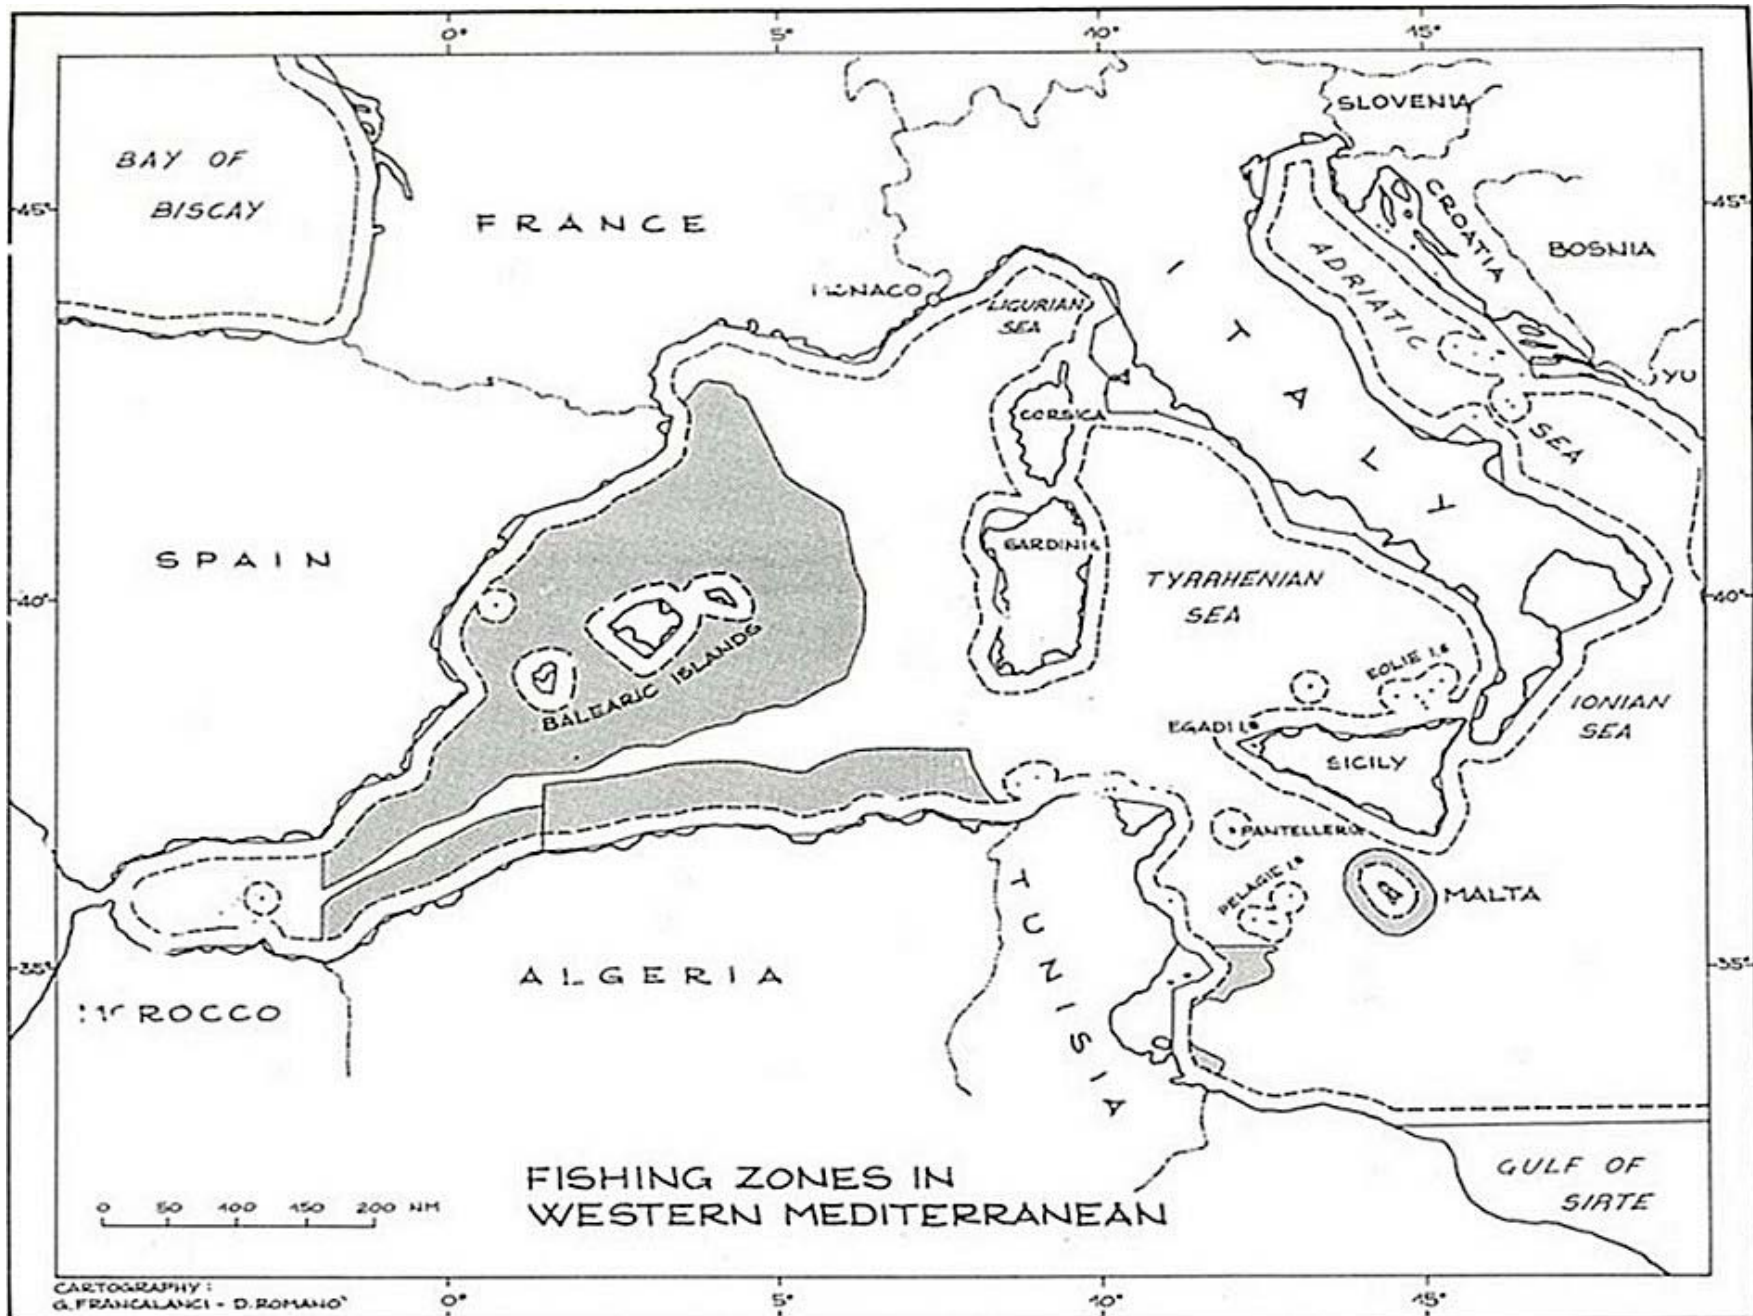 0° 5° 10° 15°
SLOVENIA
BAY OF
BISCAY
45° 45°
FRANCE
CROATIA
BOSNIA
ADRIATIC
SEA
LIGURIAN
SEA
ITALY
YU
CORSICA
SPAIN
TYRRHENIAN
SEA
40° 40°
BALEARIC ISLANDS
EOLIE Is
IONIAN
SEA
EGADI Is
SICILY
MALTA
PELAGIE Is
TUNISIA
ALGERIA
35° 35°
ROCCO
FISHING ZONES IN
WESTERN MEDITERRANEAN
GULF OF
SIRTE
0 50 100 150 200 NM
CARTOGRAPHY:
G. FRANCALANCI - D. ROMANO'
0° 5° 10° 15°